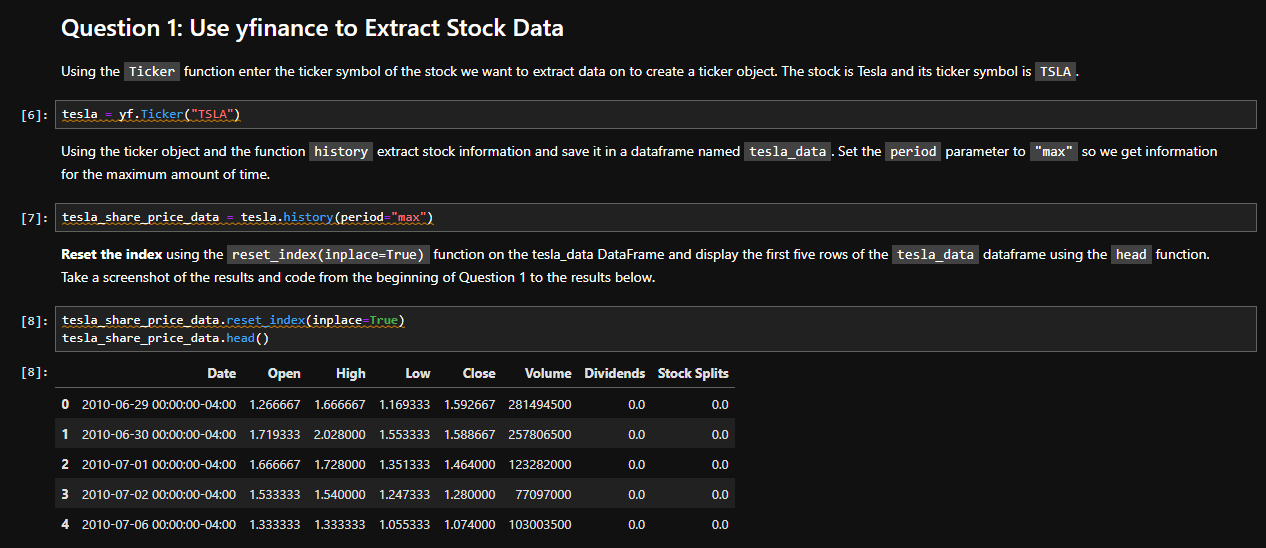 Question 1: Use yfinance to Extract Stock Data
Using the Ticker function enter the ticker symbol of the stock we want to extract data on to create a ticker object. The stock is Tesla and its ticker symbol is TSLA.
[6]: tesla = yf.Ticker("TSLA")
Using the ticker object and the function history extract stock information and save it in a dataframe named tesla_data. Set the period parameter to "max" so we get information
for the maximum amount of time.
[7]: tesla_share_price_data = tesla.history(period="max")
Reset the index using the reset_index(inplace=True) function on the tesla_data DataFrame and display the first five rows of the tesla_data dataframe using the head function.
Take a screenshot of the results and code from the beginning of Question 1 to the results below.
[8]: tesla_share_price_data.reset_index(inplace=True)
tesla_share_price_data.head()
[8]: Date Open High Low Close Volume Dividends Stock Splits
0 2010-06-29 00:00:00-04:00 1.266667 1.666667 1.169333 1.592667 281494500 0.0 0.0
1 2010-06-30 00:00:00-04:00 1.719333 2.028000 1.553333 1.588667 257806500 0.0 0.0
2 2010-07-01 00:00:00-04:00 1.666667 1.728000 1.351333 1.464000 123282000 0.0 0.0
3 2010-07-02 00:00:00-04:00 1.533333 1.540000 1.247333 1.280000 77097000 0.0 0.0
4 2010-07-06 00:00:00-04:00 1.333333 1.333333 1.055333 1.074000 103003500 0.0 0.0